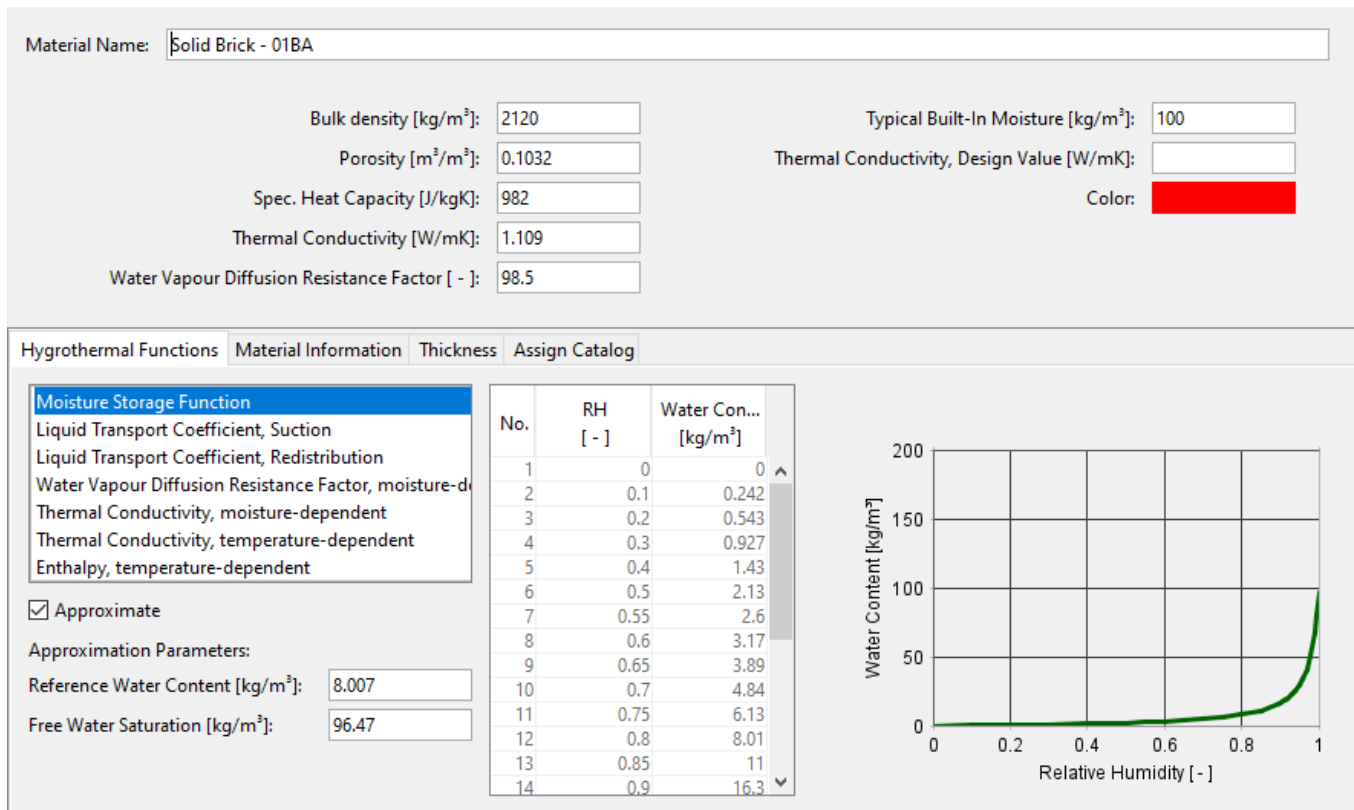 Material Name: Solid Brick - 01BA
Bulk density [kg/m³]: 2120
Typical Built-In Moisture [kg/m³]: 100
Porosity [m³/m³]: 0.1032
Thermal Conductivity, Design Value [W/mK]:
Spec. Heat Capacity [J/kgK]: 982
Color:
Thermal Conductivity [W/mK]: 1.109
Water Vapour Diffusion Resistance Factor [ - ]: 98.5
Hygrothermal Functions Material Information Thickness Assign Catalog
Moisture Storage Function
Liquid Transport Coefficient, Suction
Liquid Transport Coefficient, Redistribution
Water Vapour Diffusion Resistance Factor, moisture-d
Thermal Conductivity, moisture-dependent
Thermal Conductivity, temperature-dependent
Enthalpy, temperature-dependent
Approximate
Approximation Parameters:
Reference Water Content [kg/m³]: 8.007
Free Water Saturation [kg/m³]: 96.47
No. RH [ - ] Water Con... [kg/m³]
1 0 0
2 0.1 0.242
3 0.2 0.543
4 0.3 0.927
5 0.4 1.43
6 0.5 2.13
7 0.55 2.6
8 0.6 3.17
9 0.65 3.89
10 0.7 4.84
11 0.75 6.13
12 0.8 8.01
13 0.85 11
14 0.9 16.3
Water Content [kg/m³]
200
150
100
50
0
0 0.2 0.4 0.6 0.8 1
Relative Humidity [ - ]